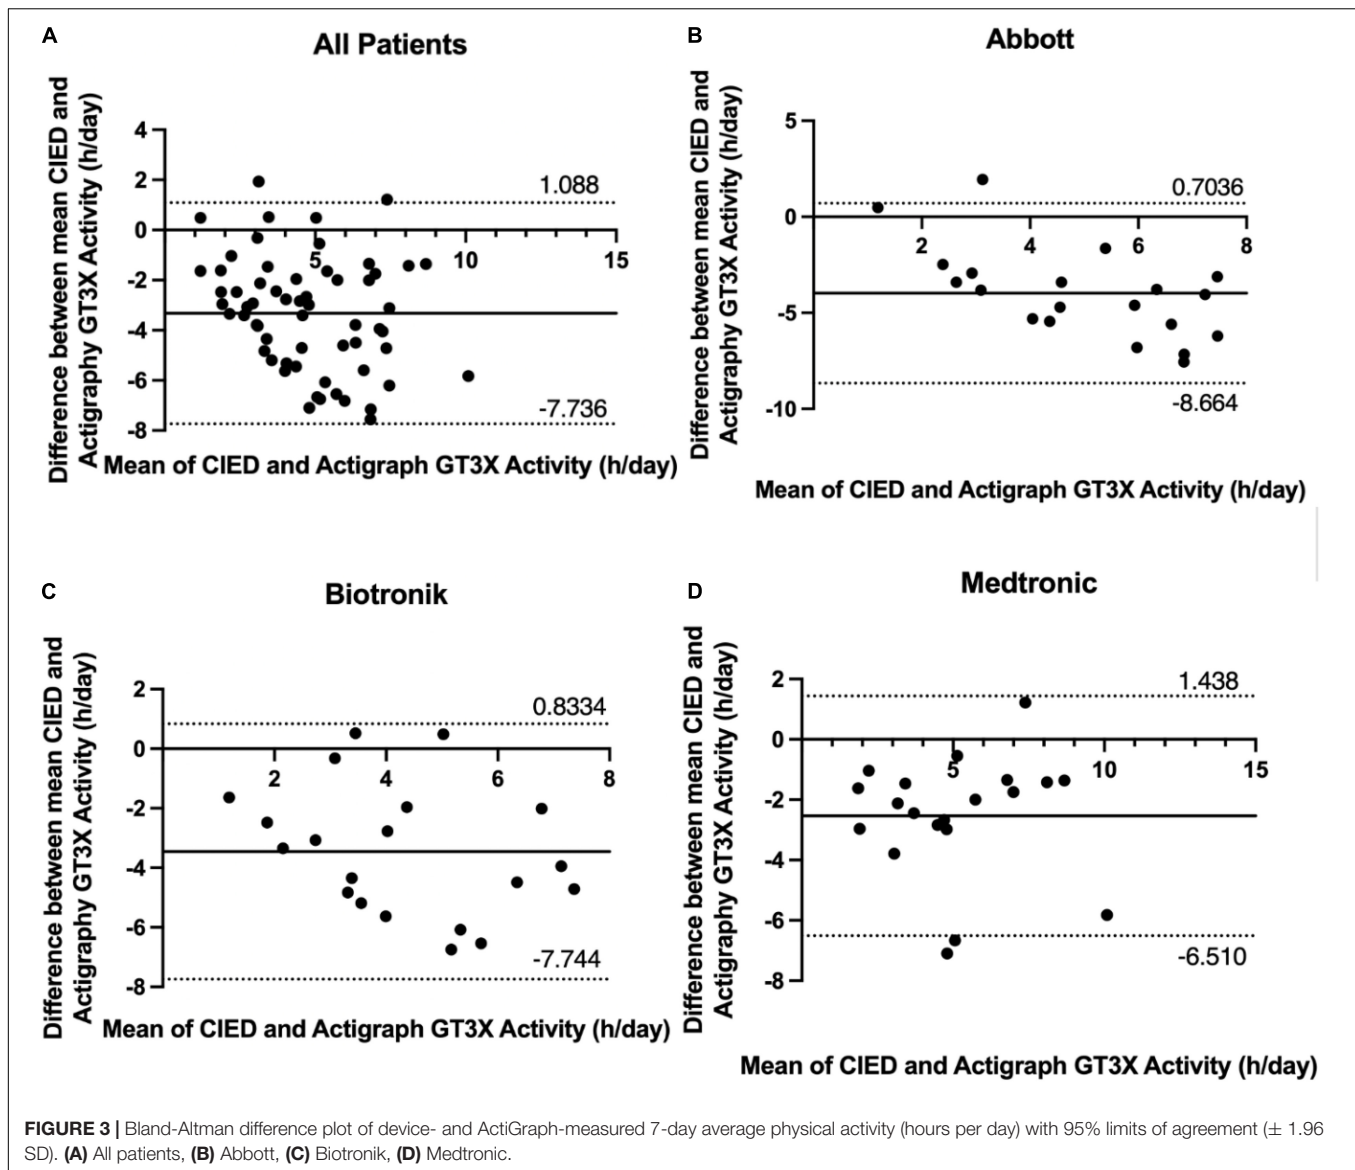 A
All Patients
Difference between mean CIED and
Actigraphy GT3X Activity (h/day)
4
2
0
-2
-4
-6
-8
1.088
5
10
15
-7.736
Mean of CIED and Actigraph GT3X Activity (h/day)
B
Abbott
Difference between mean CIED and
Actigraphy GT3X Activity (h/day)
5
0
-5
-10
0.7036
2
4
6
8
-8.664
Mean of CIED and Actigraph GT3X Activity (h/day)
C
Biotronik
Difference between mean CIED and
Actigraphy GT3X Activity (h/day)
2
0
-2
-4
-6
-8
0.8334
2
4
6
8
-7.744
Mean of CIED and Actigraph GT3X Activity (h/day)
D
Medtronic
Difference between mean CIED and
Actigraphy GT3X Activity (h/day)
2
0
-2
-4
-6
-8
1.438
5
10
15
-6.510
Mean of CIED and Actigraph GT3X Activity (h/day)
FIGURE 3 | Bland-Altman difference plot of device- and ActiGraph-measured 7-day average physical activity (hours per day) with 95% limits of agreement (± 1.96
SD). (A) All patients, (B) Abbott, (C) Biotronik, (D) Medtronic.